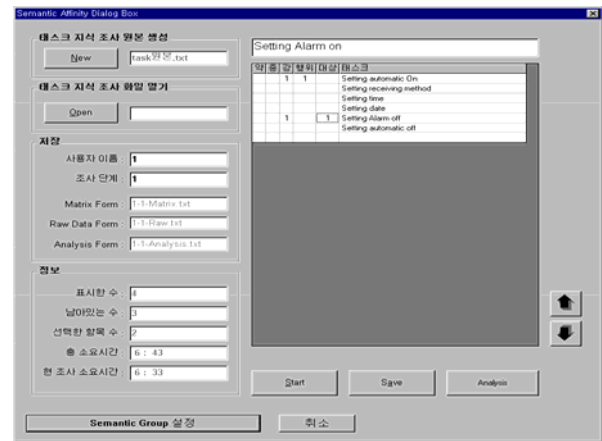 Semantic Affinity Dialog Box
태스크 지식 조사 원본 생성
New
task원본.txt
태스크 지식 조사 화일 열기
Open
저장
사용자 이름 : 1
조사 단계 : 1
Matrix Form : 1-1-Matrix.txt
Raw Data Form : 1-1-Raw.txt
Analysis Form : 1-1-Analysis.txt
정보
표시한 수 : 4
남아있는 수 : 3
선택한 항목 수 : 2
총 소요시간 : 6 : 43
현 조사 소요시간 : 6 : 33
Semantic Group 설정
취소
Setting Alarm on
약 중 강 행위 대상 태스크
1 1 Setting automatic On
Setting receiving method
Setting time
Setting date
1 1 Setting Alarm off
Setting automatic off
Start
Save
Analysis